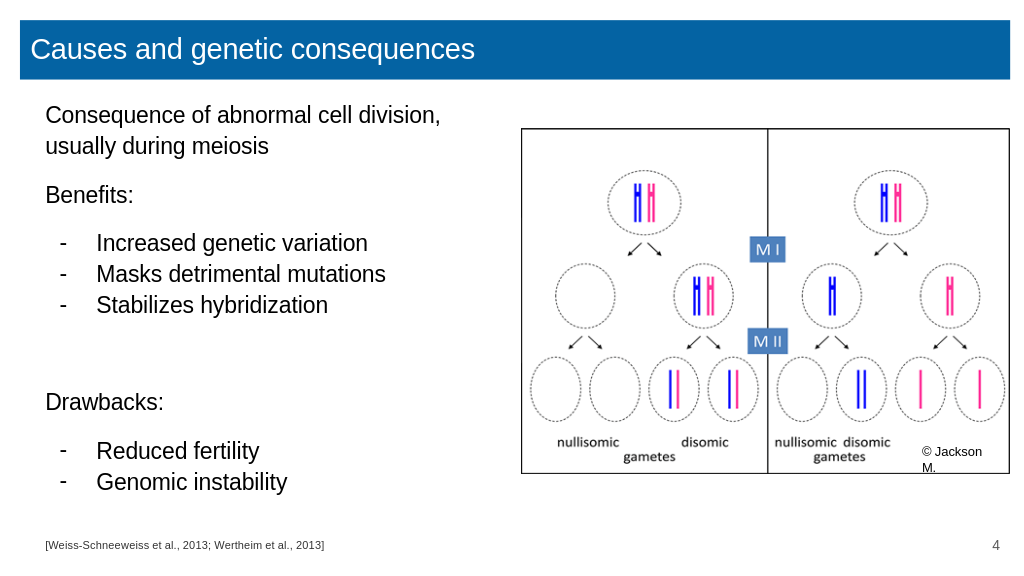 Causes and genetic consequences
Consequence of abnormal cell division,
usually during meiosis
Benefits:
- Increased genetic variation
- Masks detrimental mutations
- Stabilizes hybridization
Drawbacks:
- Reduced fertility
- Genomic instability
M I
M II
nullisomic disomic
gametes
nullisomic disomic
gametes
© Jackson
M.
[Weiss-Schneeweiss et al., 2013; Wertheim et al., 2013]
4